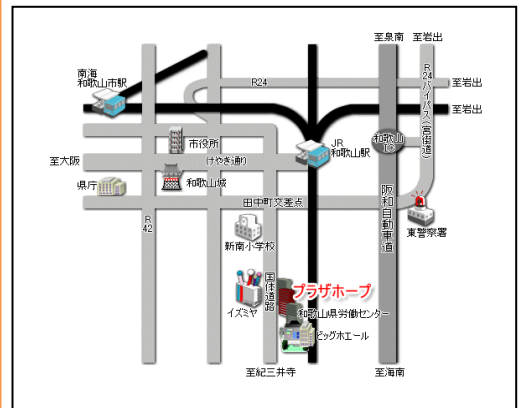 至泉南
至岩出
南海
和歌山市駅
R24
至岩出
R24バイパス(宮街道)
至岩出
市役所
和歌山
IC
JR
和歌山駅
至大阪
(けやき通り)
県庁
和歌山城
田中町交差点
阪和自動車道
R42
東警察署
新南小学校
国体道路
プラザホープ
イズミヤ
和歌山県労働センター
ビッグホエール
至紀三井寺
至海南